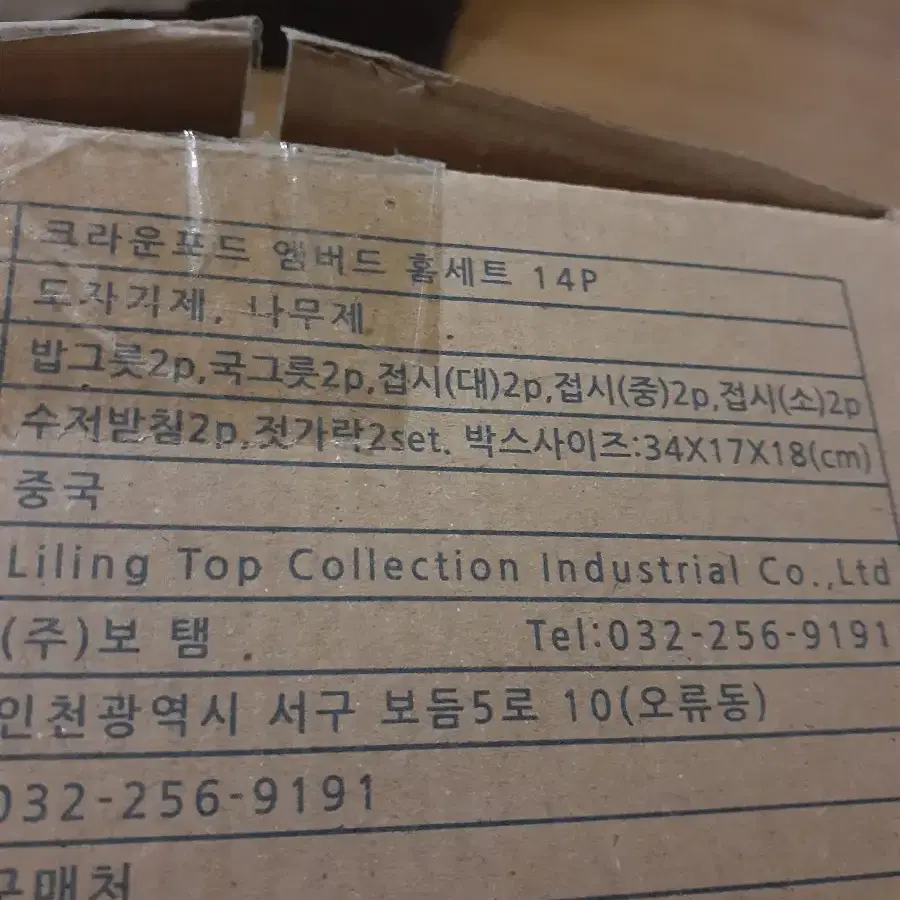 크라운포드 엠버드 홈세트 14P
도자기제, 나무제
밥그릇2p,국그릇2p,접시(대)2p,접시(중)2p,접시(소)2p
수저받침2p,젓가락2set. 박스사이즈:34X17X18(cm)
중국
Liling Top Collection Industrial Co.,Ltd
(주)보탬 Tel:032-256-9191
인천광역시 서구 보듬5로 10(오류동)
032-256-9191
구매처